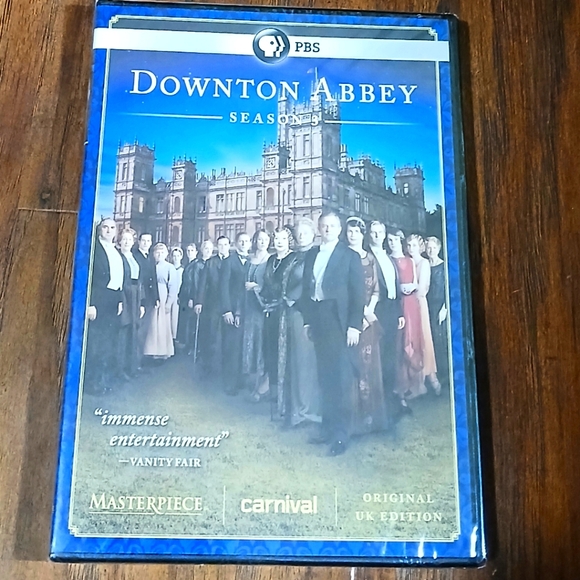 PBS
DOWNTON ABBEY
SEASON 3
“immense
entertainment”
—VANITY FAIR
MASTERPIECE.
carnival
ORIGINAL
UK EDITION